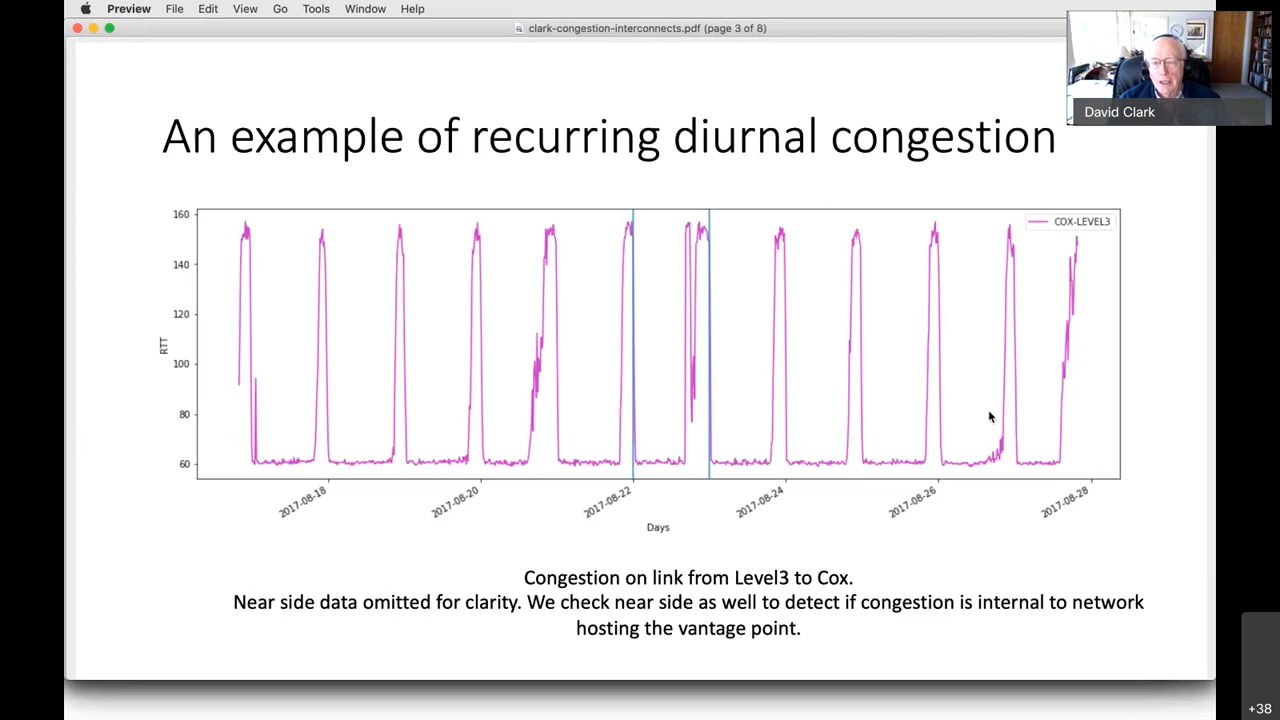 Preview File Edit View Go Tools Window Help
clark-congestion-interconnects.pdf (page 3 of 8)
David Clark
An example of recurring diurnal congestion
COX-LEVEL3
160
140
120
100
80
60
RTT
2017-08-18
2017-08-20
2017-08-22
2017-08-24
2017-08-26
2017-08-28
Days
Congestion on link from Level3 to Cox.
Near side data omitted for clarity. We check near side as well to detect if congestion is internal to network
hosting the vantage point.
+38